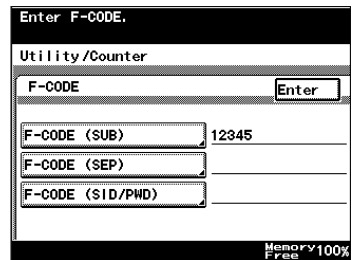 Enter F-CODE.
Utility/Counter
F-CODE
Enter
F-CODE (SUB) 12345
F-CODE (SEP)
F-CODE (SID/PWD)
Memory Free 100%